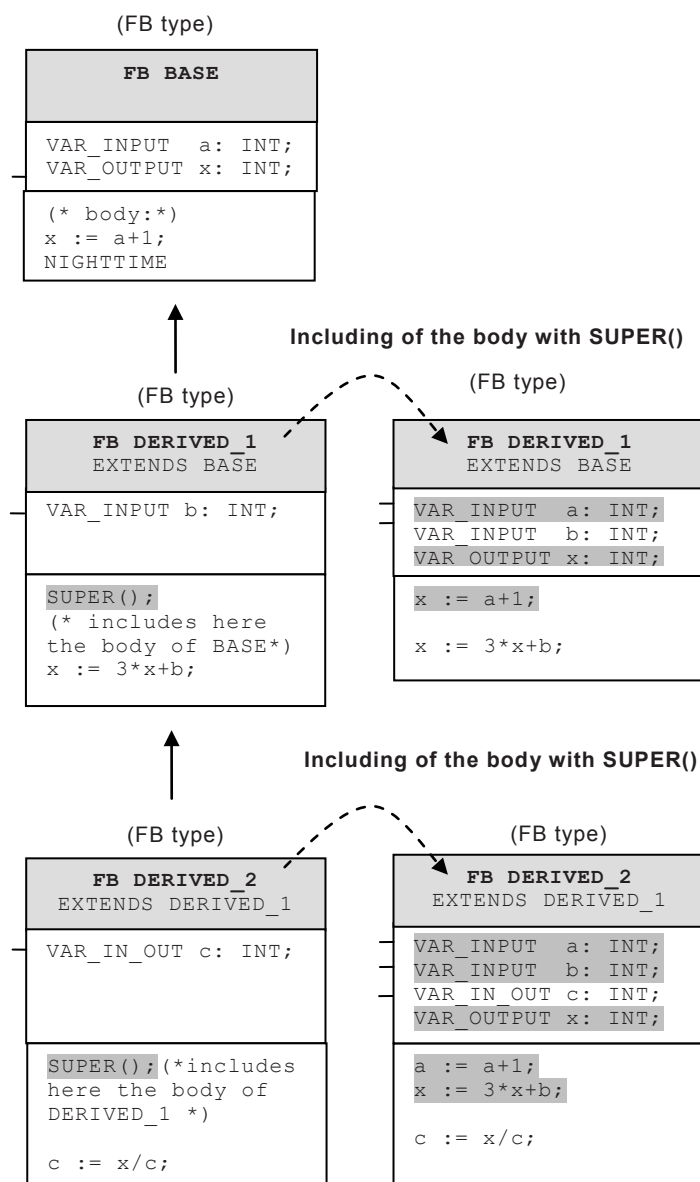 (FB type)
FB BASE
VAR_INPUT a: INT;
VAR_OUTPUT x: INT;
(* body:*)
x := a+1;
NIGHTTIME
Including of the body with SUPER()
(FB type)
FB DERIVED_1
EXTENDS BASE
VAR_INPUT b: INT;
SUPER();
(* includes here
the body of BASE*)
x := 3*x+b;
(FB type)
FB DERIVED_1
EXTENDS BASE
VAR_INPUT a: INT;
VAR_INPUT b: INT;
VAR_OUTPUT x: INT;
x := a+1;
x := 3*x+b;
Including of the body with SUPER()
(FB type)
FB DERIVED_2
EXTENDS DERIVED_1
VAR_IN_OUT c: INT;
SUPER();(*includes
here the body of
DERIVED_1 *)
c := x/c;
(FB type)
FB DERIVED_2
EXTENDS DERIVED_1
VAR_INPUT a: INT;
VAR_INPUT b: INT;
VAR_IN_OUT c: INT;
VAR_OUTPUT x: INT;
a := a+1;
x := 3*x+b;
c := x/c;